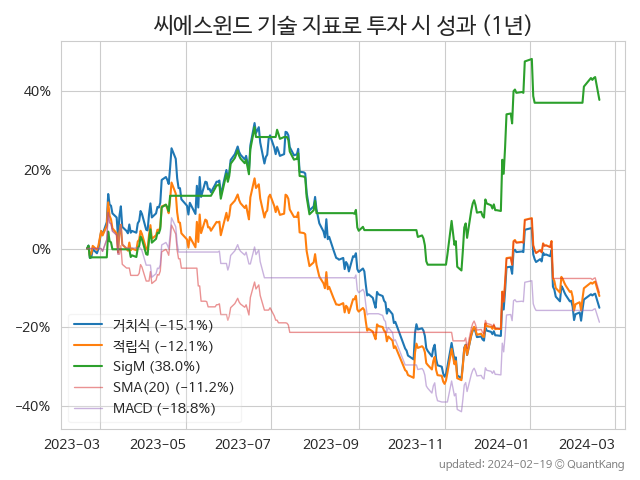 씨에스윈드 기술 지표로 투자 시 성과 (1년)
40%
20%
0%
−20%
−40%
거치식 (−15.1%)
적립식 (−12.1%)
SigM (38.0%)
SMA(20) (−11.2%)
MACD (−18.8%)
2023-03 2023-05 2023-07 2023-09 2023-11 2024-01 2024-03
updated: 2024-02-19 © QuantKang